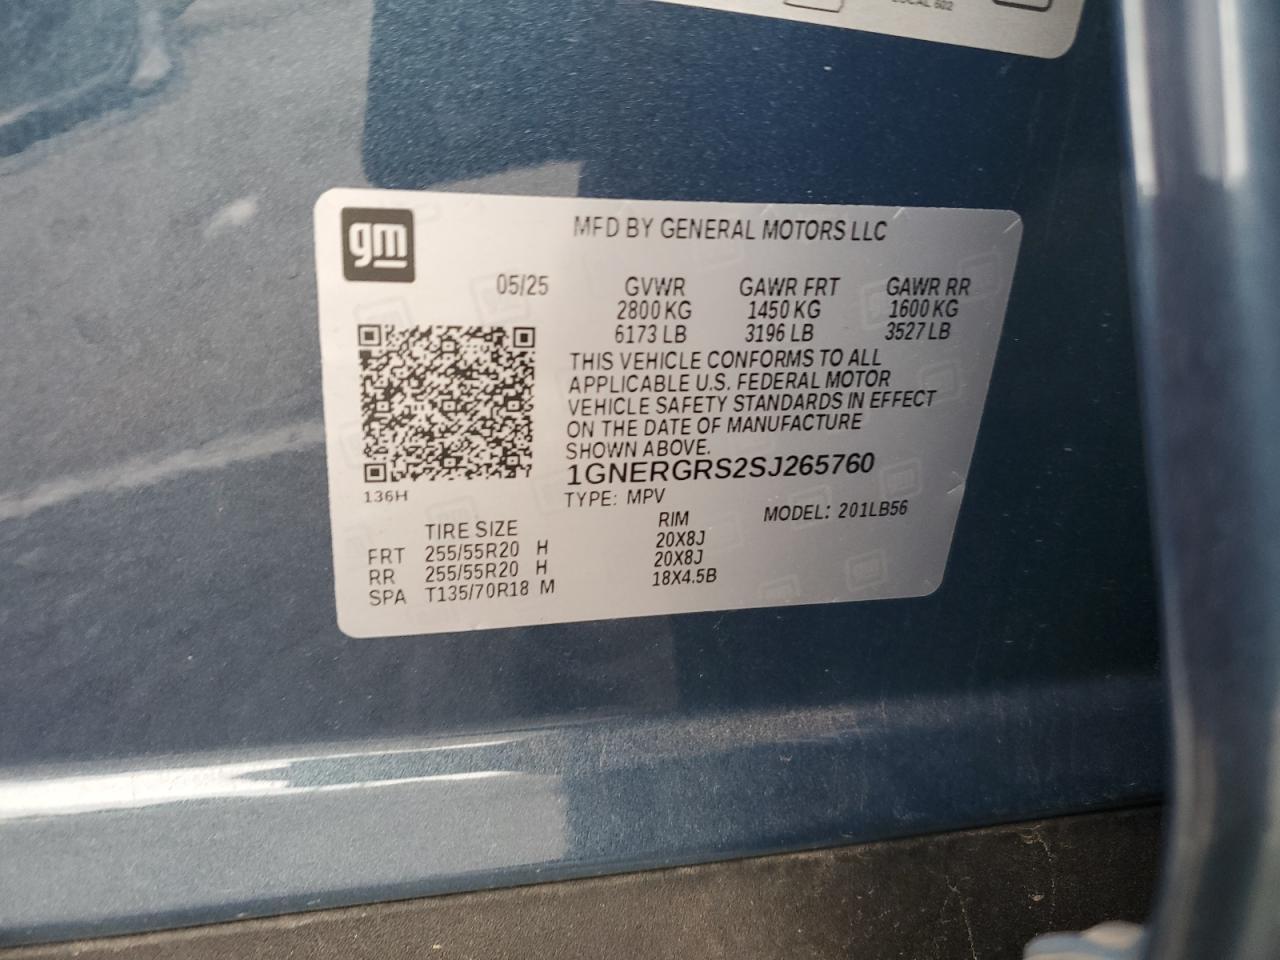 LOCAL 602
gm
MFD BY GENERAL MOTORS LLC
05/25 GVWR GAWR FRT GAWR RR
2800 KG 1450 KG 1600 KG
6173 LB 3196 LB 3527 LB
THIS VEHICLE CONFORMS TO ALL
APPLICABLE U.S. FEDERAL MOTOR
VEHICLE SAFETY STANDARDS IN EFFECT
ON THE DATE OF MANUFACTURE
SHOWN ABOVE.
1GNERGRS2SJ265760
136H TYPE: MPV MODEL: 201LB56
TIRE SIZE RIM
FRT 255/55R20 H 20X8J
RR 255/55R20 H 20X8J
SPA T135/70R18 M 18X4.5B